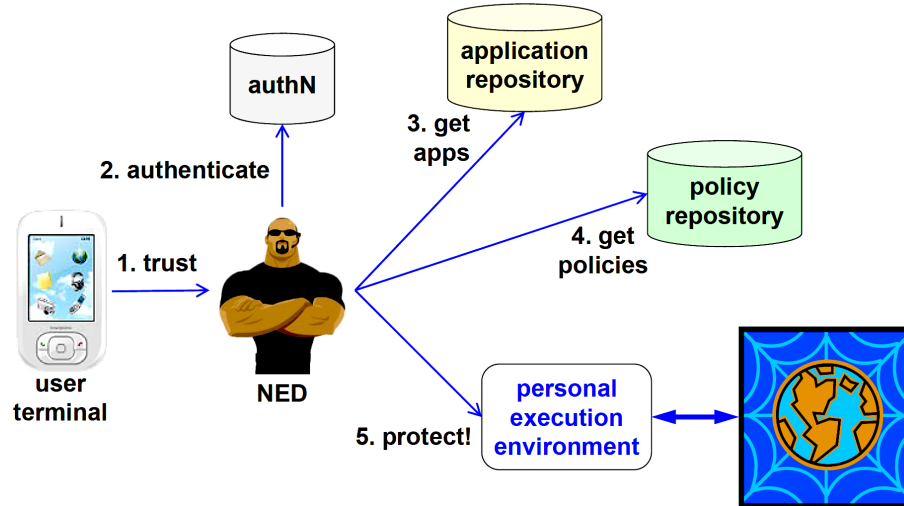 authN
application
repository
3. get
apps
2. authenticate
policy
repository
1. trust
4. get
policies
user
terminal
NED
personal
execution
environment
5. protect!